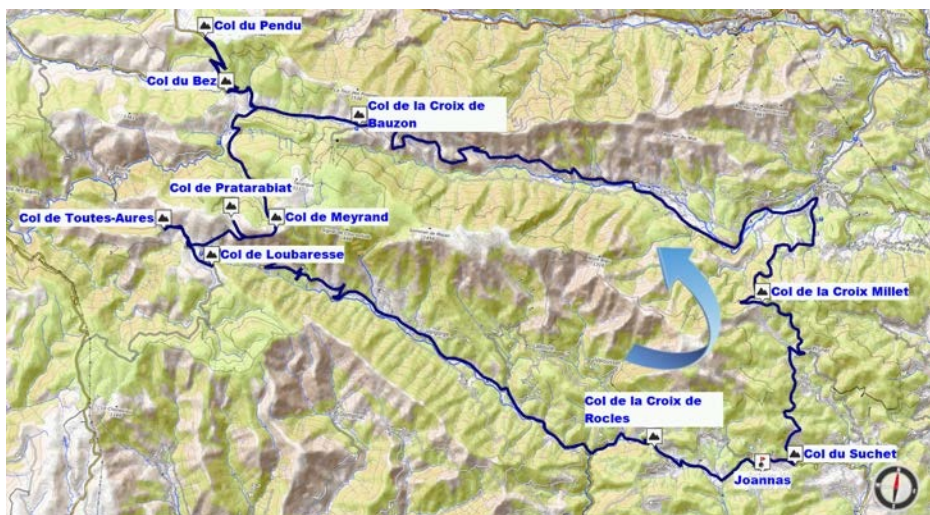 Col du Pendu
Col du Bez
Col de la Croix de
Bauzon
Col de Pratarabiat
Col de Toutes-Aures
Col de Meyrand
Col de Loubaresse
Col de la Croix Millet
Col de la Croix de
Rocles
Col du Suchet
Joannas